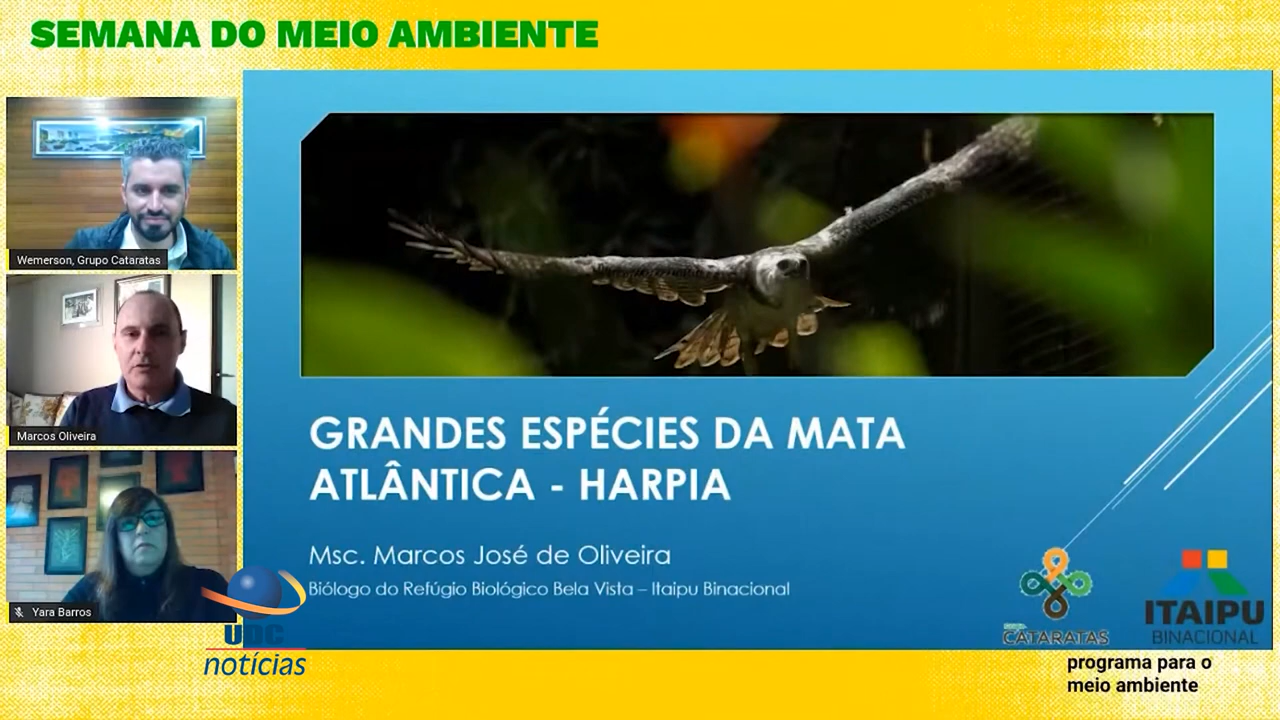 SEMANA DO MEIO AMBIENTE
Wemerson, Grupo Cataratas
Marcos Oliveira
Yara Barros
GRANDES ESPÉCIES DA MATA
ATLÂNTICA - HARPIA
Msc. Marcos José de Oliveira
Biólogo do Refúgio Biológico Bela Vista – Itaipu Binacional
CATARATAS
ITAIPU
BINACIONAL
UDC
notícias
programa para o
meio ambiente